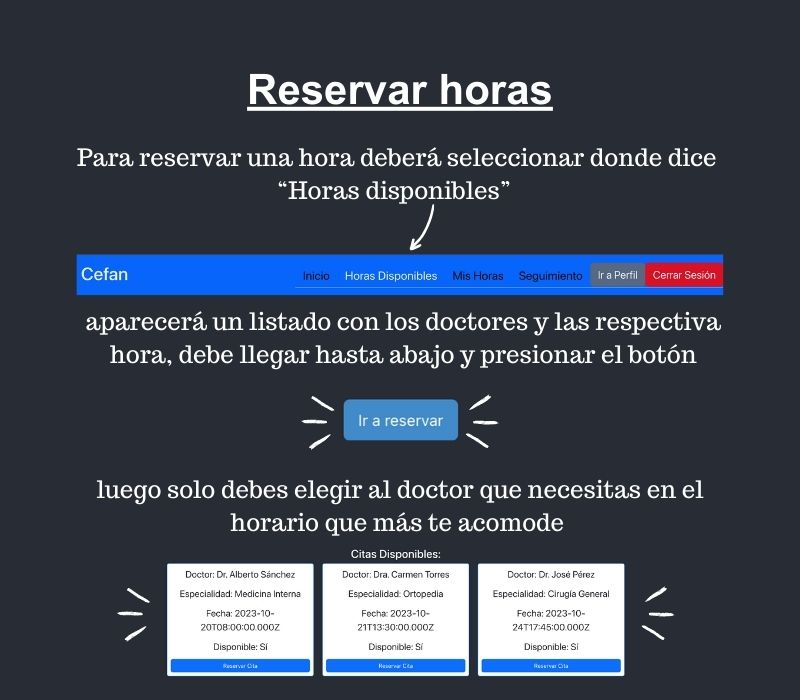 Reservar horas
Para reservar una hora deberá seleccionar donde dice
“Horas disponibles”
Cefan Inicio Horas Disponibles Mis Horas Seguimiento Ir a Perfil Cerrar Sesión
aparecerá un listado con los doctores y las respectiva
hora, debe llegar hasta abajo y presionar el botón
Ir a reservar
luego solo debes elegir al doctor que necesitas en el
horario que más te acomode
Citas Disponibles:
Doctor: Dr. Alberto Sánchez
Especialidad: Medicina Interna
Fecha: 2023-10-
20T08:00:00.000Z
Disponible: Sí
Reservar Cita
Doctor: Dra. Carmen Torres
Especialidad: Ortopedia
Fecha: 2023-10-
21T13:30:00.000Z
Disponible: Sí
Reservar Cita
Doctor: Dr. José Pérez
Especialidad: Cirugía General
Fecha: 2023-10-
24T17:45:00.000Z
Disponible: Sí
Reservar Cita